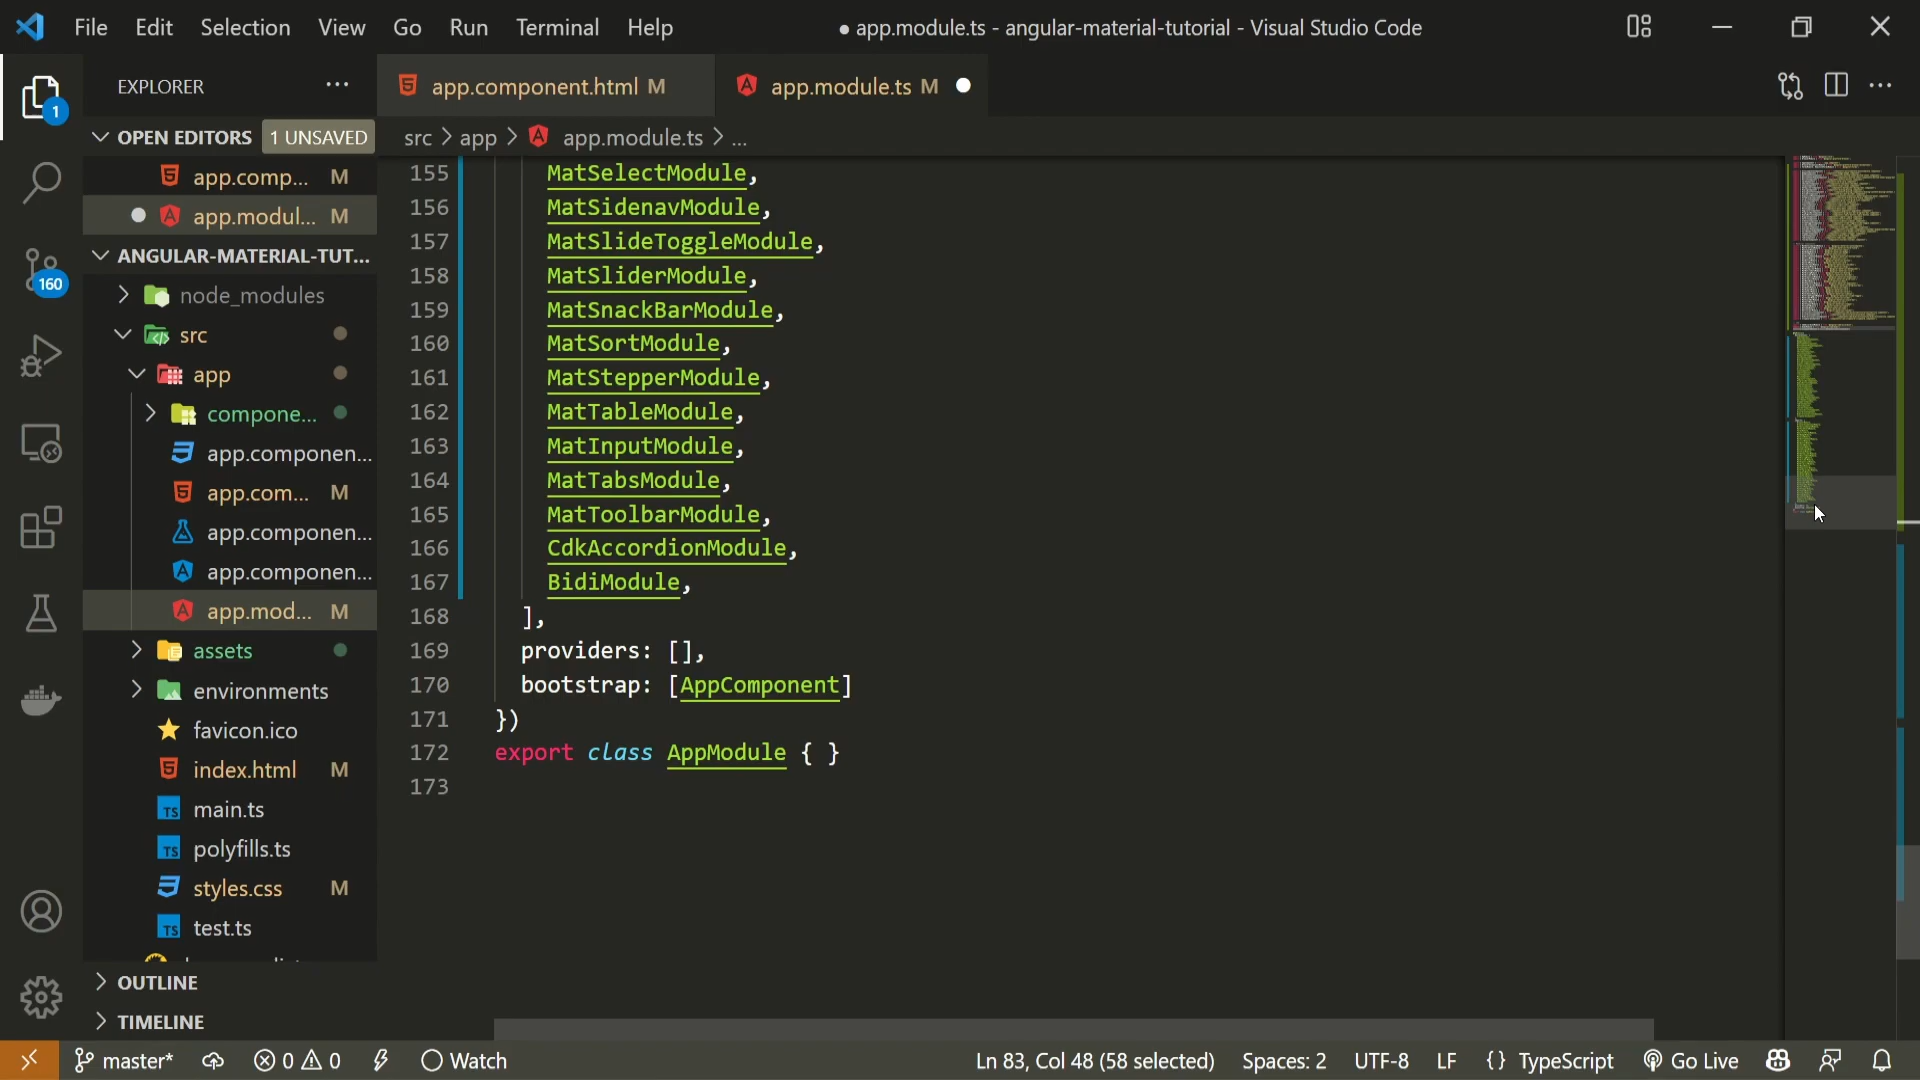 File Edit Selection View Go Run Terminal Help
● app.module.ts - angular-material-tutorial - Visual Studio Code
EXPLORER
1
OPEN EDITORS
1 UNSAVED
app.comp... M
app.modul... M
160
ANGULAR-MATERIAL-TUT...
node_modules
src
app
compone...
app.componen...
app.com... M
app.componen...
app.componen...
app.mod... M
assets
environments
favicon.ico
index.html M
TS main.ts
TS polyfills.ts
styles.css M
TS test.ts
OUTLINE
TIMELINE
app.component.html M
app.module.ts M
src > app > app.module.ts > ...
155 MatSelectModule,
156 MatSidenavModule,
157 MatSlideToggleModule,
158 MatSliderModule,
159 MatSnackBarModule,
160 MatSortModule,
161 MatStepperModule,
162 MatTableModule,
163 MatInputModule,
164 MatTabsModule,
165 MatToolbarModule,
166 CdkAccordionModule,
167 BidiModule,
168 ],
169 providers: [],
170 bootstrap: [AppComponent]
171 })
172 export class AppModule { }
173
master* 0 0 Watch
Ln 83, Col 48 (58 selected) Spaces: 2 UTF-8 LF {} TypeScript Go Live